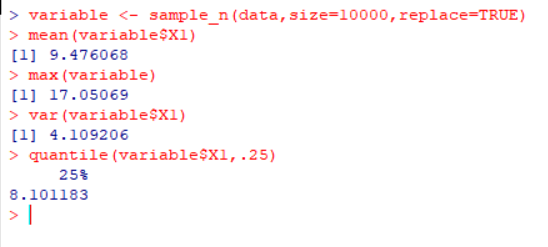 > variable <- sample_n(data,size=10000,replace=TRUE)
> mean(variable$X1)
[1] 9.476068
> max(variable)
[1] 17.05069
> var(variable$X1)
[1] 4.109206
> quantile(variable$X1,.25)
25%
8.101183
>